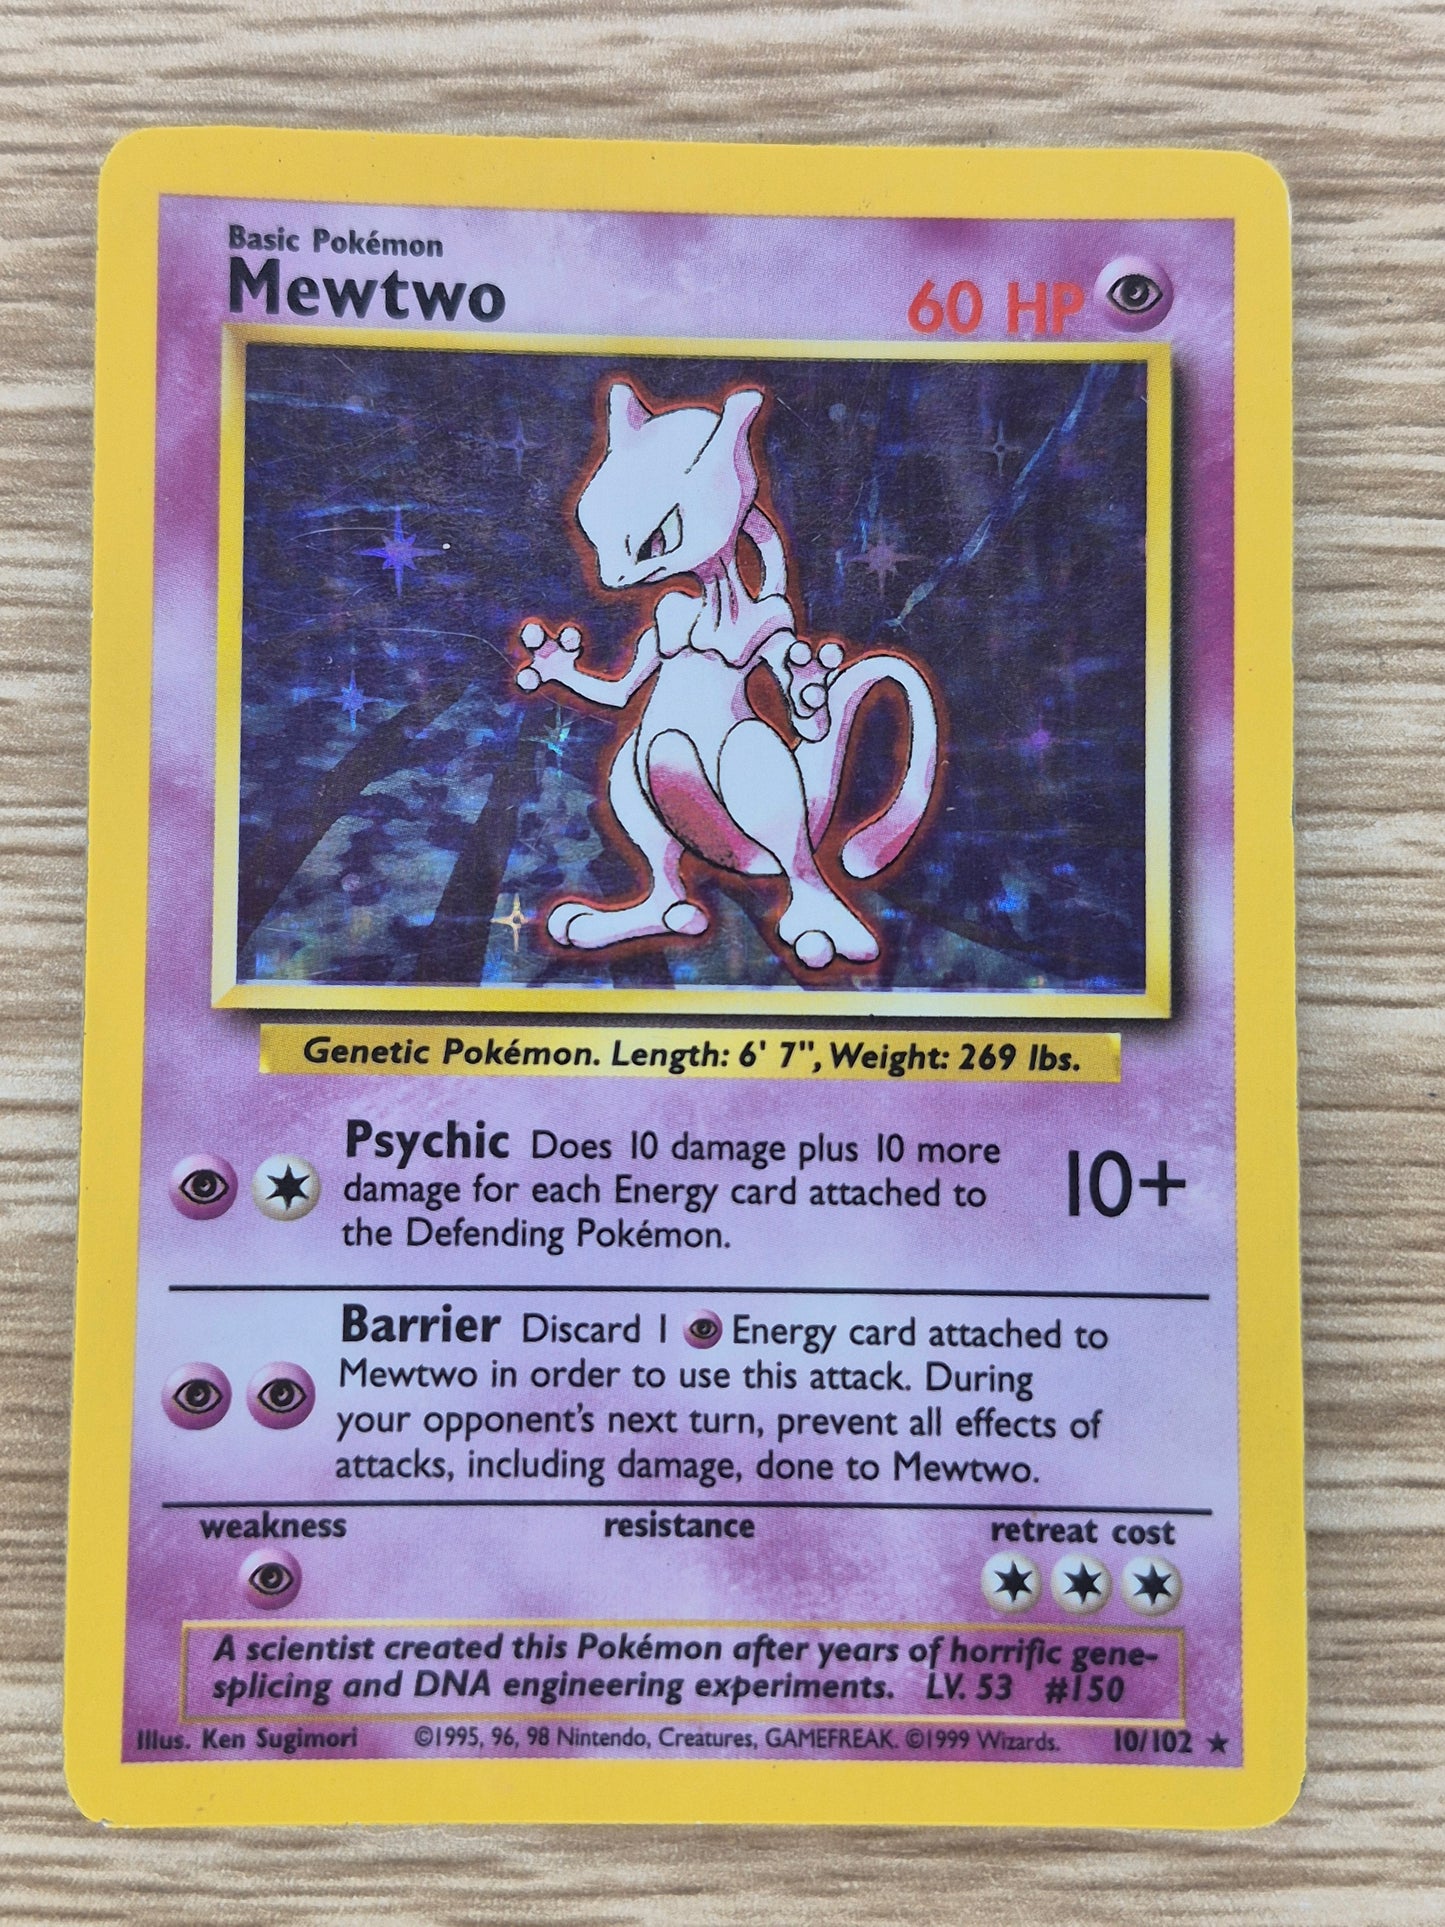 Basic Pokémon
Mewtwo
60 HP
Genetic Pokémon. Length: 6' 7", Weight: 269 lbs.
Psychic Does 10 damage plus 10 more
damage for each Energy card attached to
the Defending Pokémon.
10+
Barrier Discard 1 Energy card attached to
Mewtwo in order to use this attack. During
your opponent's next turn, prevent all effects of
attacks, including damage, done to Mewtwo.
weakness resistance retreat cost
A scientist created this Pokémon after years of horrific gene-
splicing and DNA engineering experiments. LV. 53 #150
Illus. Ken Sugimori ©1995, 96, 98 Nintendo, Creatures, GAMEFREAK. ©1999 Wizards. 10/102 ★